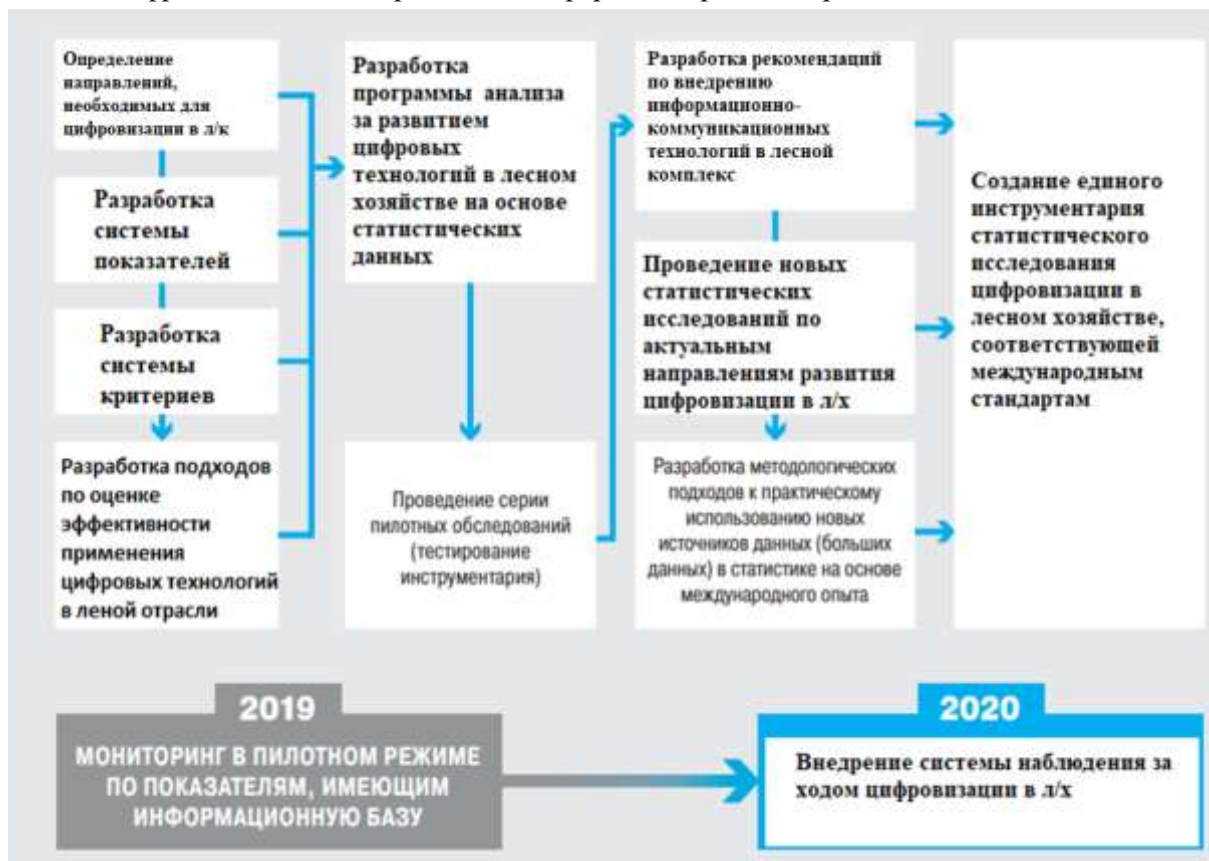 Определение
направлений,
необходимых для
цифровизации в л/к
Разработка
системы
показателей
Разработка
системы
критериев
Разработка подходов
по оценке
эффективности
применения
цифровых технологий
в леной отрасли
Разработка
программы анализа
за развитием
цифровых
технологий в лесном
хозяйстве на основе
статистических
данных
Проведение серии
пилотных обследований
(тестирование
инструментария)
Разработка рекомендаций
по внедрению
информационно-
коммуникационных
технологий в лесной
комплекс
Проведение новых
статистических
исследований по
актуальным
направлениям развития
цифровизации в л/х
Разработка методологических
подходов к практическому
использованию новых
источников данных (больших
данных) в статистике на основе
международного опыта
Создание единого
инструментария
статистического
исследования
цифровизации в
лесном хозяйстве,
соответствующей
международным
стандартам
2019
МОНИТОРИНГ В ПИЛОТНОМ РЕЖИМЕ
ПО ПОКАЗАТЕЛЯМ, ИМЕЮЩИМ
ИНФОРМАЦИОННУЮ БАЗУ
2020
Внедрение системы наблюдения за
ходом цифровизации в л/х